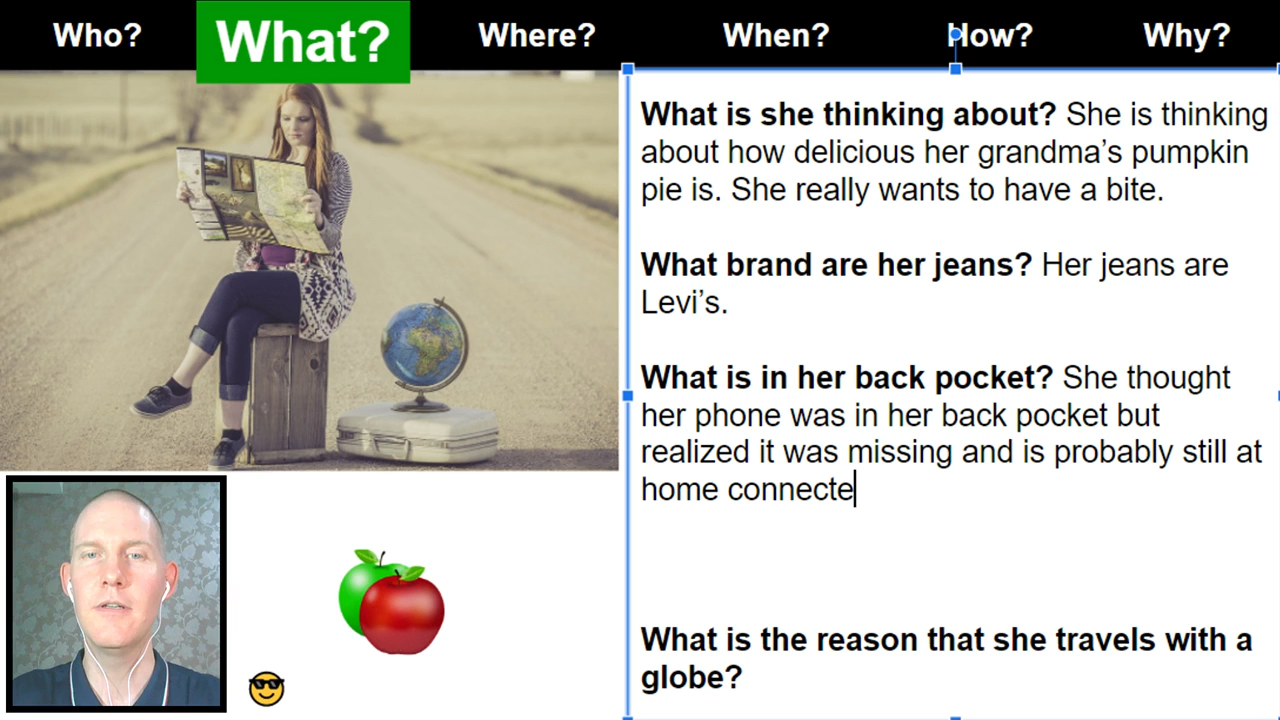 Who? What? Where? When? How? Why?
What is she thinking about? She is thinking
about how delicious her grandma’s pumpkin
pie is. She really wants to have a bite.
What brand are her jeans? Her jeans are
Levi’s.
What is in her back pocket? She thought
her phone was in her back pocket but
realized it was missing and is probably still at
home connecte
What is the reason that she travels with a
globe?